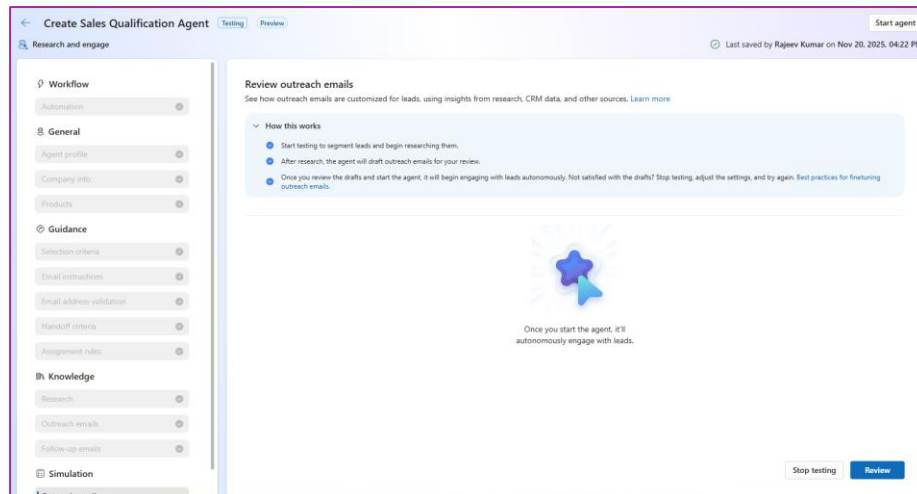 Create Sales Qualification Agent Testing Preview
Start agent
Research and engage
Last saved by Rajeev Kumar on Nov 20, 2025, 04:22 PM
Workflow
Automation
General
Agent profile
Company info
Products
Guidance
Selection criteria
Email instructions
Email address validation
Handoff criteria
Assignment rules
Knowledge
Research
Outreach emails
Follow-up emails
Simulation
Review outreach emails
See how outreach emails are customized for leads, using insights from research, CRM data, and other sources. Learn more
How this works
Start testing to segment leads and begin researching them.
After research, the agent will draft outreach emails for your review.
Once you review the drafts and start the agent, it will begin engaging with leads autonomously. Not satisfied with the drafts? Stop testing, adjust the settings, and try again. Best practices for finetuning
outreach emails.
Once you start the agent, it'll
autonomously engage with leads.
Stop testing
Review